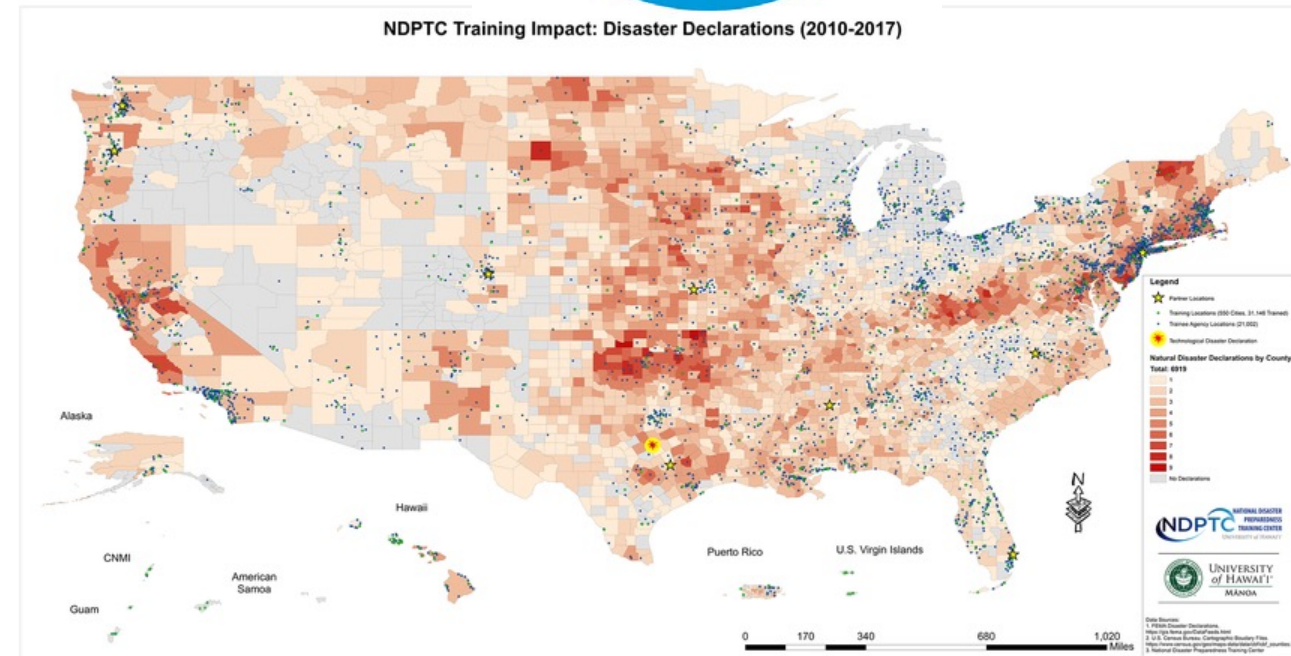 NDPTC Training Impact: Disaster Declarations (2010-2017)
Alaska
Hawaii
CNMI
American
Samoa
Guam
Puerto Rico
U.S. Virgin Islands
N
0 170 340 680 1,020
Miles
Legend
Partner Locations
Training Locations (550 Cities, 31,148 Trained)
Trainee Agency Locations (21,002)
Technological Disaster Declaration
Natural Disaster Declarations by County
Total: 6919
1
2
3
4
5
6
7
8
9
No Declarations
NDPTC
NATIONAL DISASTER
PREPAREDNESS
TRAINING CENTER
UNIVERSITY of HAWAI'I
UNIVERSITY
of HAWAI'I
MĀNOA
Data Sources:
1. FEMA Disaster Declarations,
2. U.S. Census Bureau, Cartographic Boundary Files
3. National Disaster Preparedness Training Center